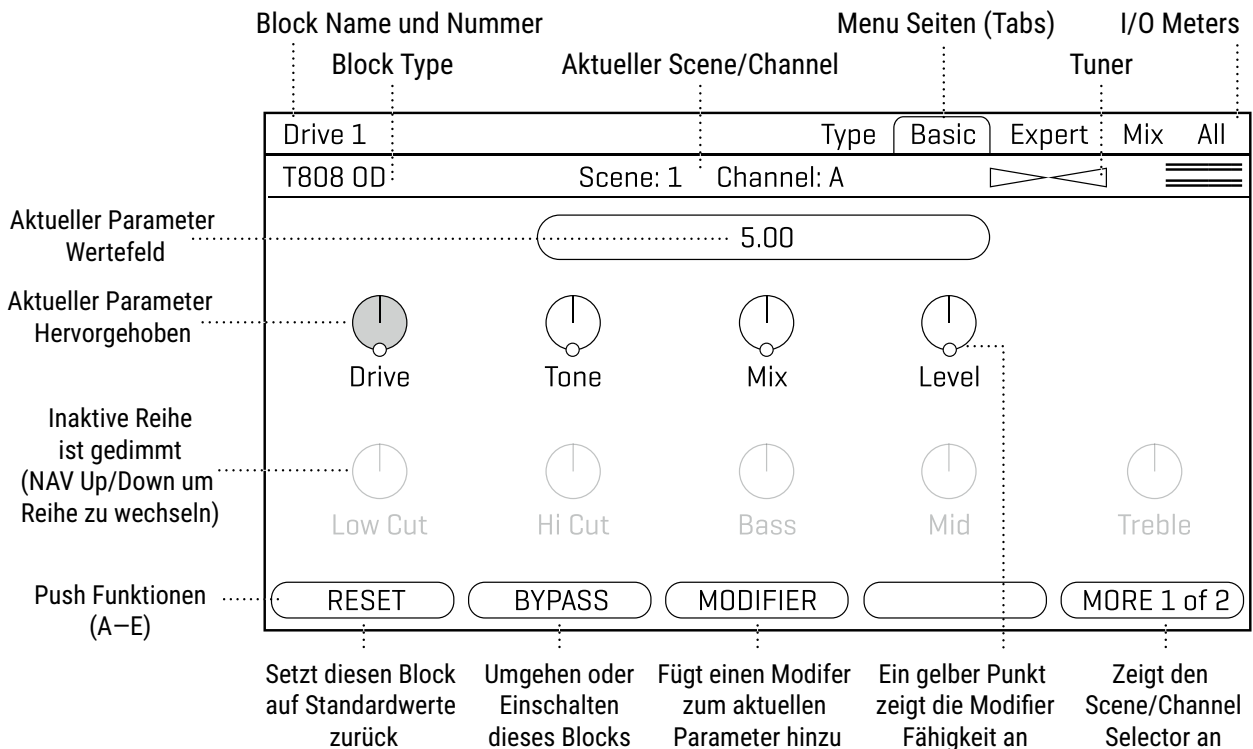 Block Name und Nummer
Menu Seiten (Tabs)
I/O Meters
Block Type
Aktueller Scene/Channel
Tuner
Drive 1
Type
Basic
Expert
Mix
All
T808 OD
Scene: 1
Channel: A
Aktueller Parameter
Wertefeld
5.00
Aktueller Parameter
Hervorgehoben
Drive
Tone
Mix
Level
Inaktive Reihe
ist gedimmt
(NAV Up/Down um
Reihe zu wechseln)
Low Cut
Hi Cut
Bass
Mid
Treble
Push Funktionen
(A—E)
RESET
BYPASS
MODIFIER
MORE 1 of 2
Setzt diesen Block
auf Standardwerte
zurück
Umgehen oder
Einschalten
dieses Blocks
Fügt einen Modifer
zum aktuellen
Parameter hinzu
Ein gelber Punkt
zeigt die Modifier
Fähigkeit an
Zeigt den
Scene/Channel
Selector an